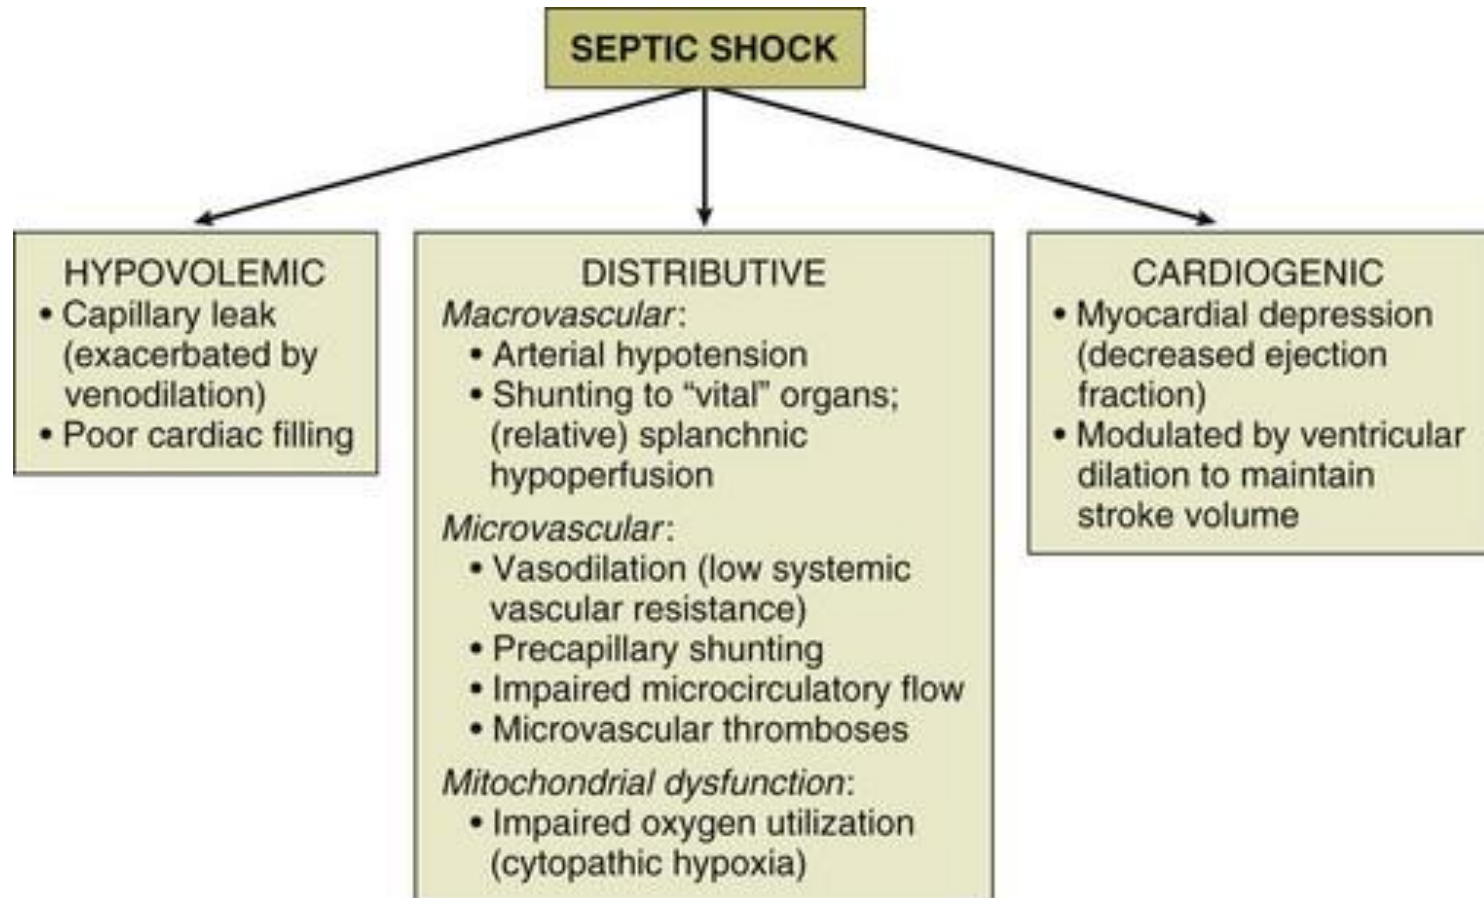 SEPTIC SHOCK
HYPOVOLEMIC
• Capillary leak
(exacerbated by
venodilation)
• Poor cardiac filling
DISTRIBUTIVE
Macrovascular:
• Arterial hypotension
• Shunting to “vital” organs;
(relative) splanchnic
hypoperfusion
Microvascular:
• Vasodilation (low systemic
vascular resistance)
• Precapillary shunting
• Impaired microcirculatory flow
• Microvascular thromboses
Mitochondrial dysfunction:
• Impaired oxygen utilization
(cytopathic hypoxia)
CARDIOGENIC
• Myocardial depression
(decreased ejection
fraction)
• Modulated by ventricular
dilation to maintain
stroke volume